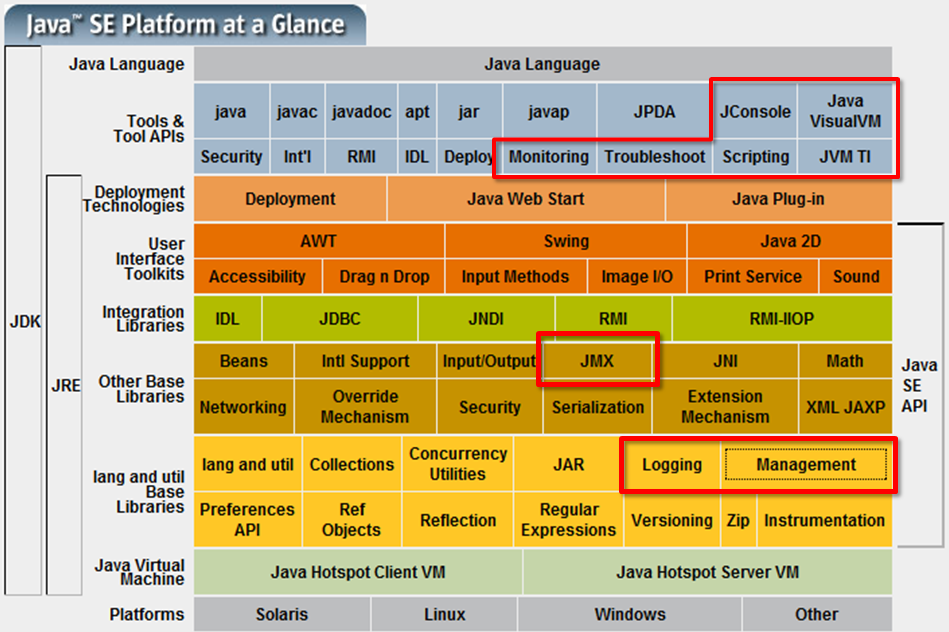 Java™ SE Platform at a Glance
Java Language
Java Language
Tools &
Tool APIs
java javac javadoc apt jar javap JPDA JConsole Java
VisualVM
Security Int'l RMI IDL Deploy Monitoring Troubleshoot Scripting JVM TI
Deployment
Technologies
Deployment Java Web Start Java Plug-in
User
Interface
Toolkits
AWT Swing Java 2D
Accessibility Drag n Drop Input Methods Image I/O Print Service Sound
Integration
Libraries
IDL JDBC JNDI RMI RMI-IIOP
JDK
JRE
Other Base
Libraries
Beans Intl Support Input/Output JMX JNI Math
Networking Override
Mechanism Security Serialization Extension
Mechanism XML JAXP
Java
SE
API
lang and util
Base
Libraries
lang and util Collections Concurrency
Utilities JAR Logging Management
Preferences
API Ref
Objects Reflection Regular
Expressions Versioning Zip Instrumentation
Java Virtual
Machine
Java Hotspot Client VM Java Hotspot Server VM
Platforms
Solaris Linux Windows Other